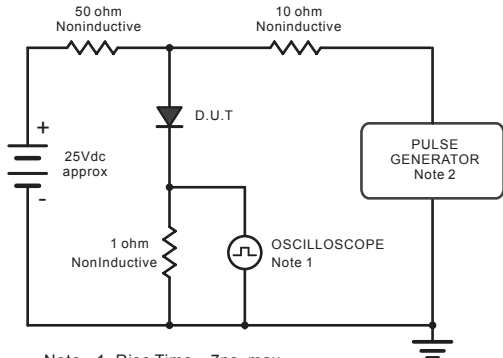 50 ohm
Noninductive
10 ohm
Noninductive
D.U.T
+
25Vdc
approx
-
PULSE
GENERATOR
Note 2
1 ohm
NonInductive
OSCILLOSCOPE
Note 1